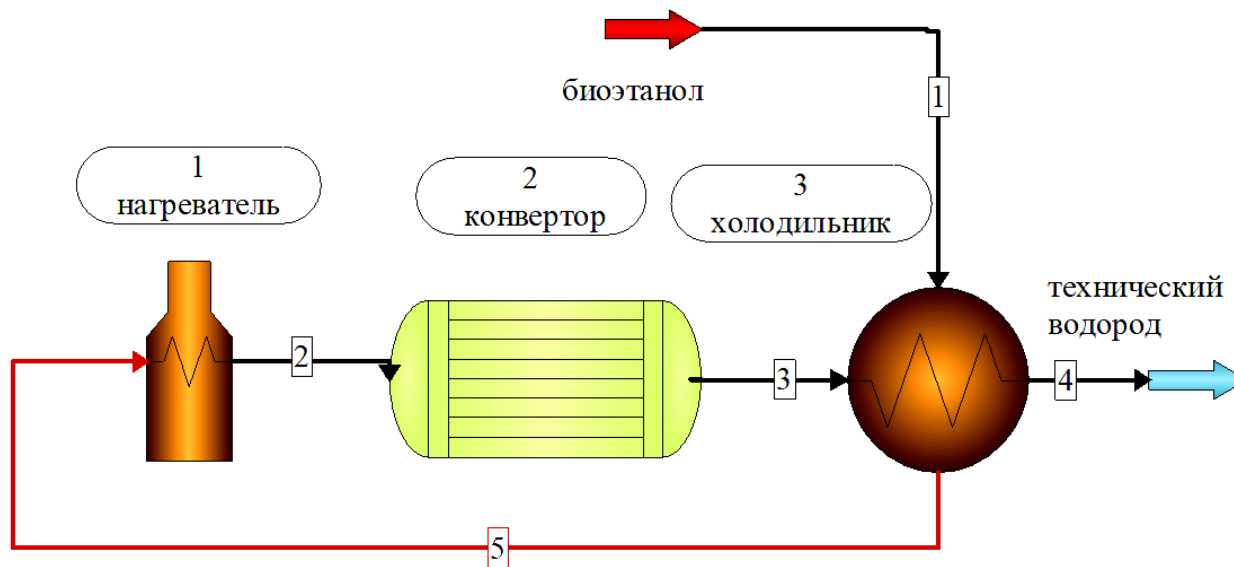 биоэтанол
1
1
нагреватель
2
конвертор
3
холодильник
технический
водород
2
3
4
5